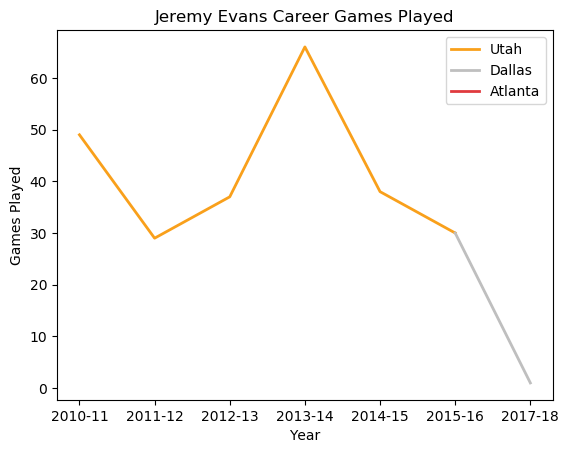 Jeremy Evans Career Games Played
Utah
Dallas
Atlanta
Games Played
60
50
40
30
20
10
0
2010-11 2011-12 2012-13 2013-14 2014-15 2015-16 2017-18
Year